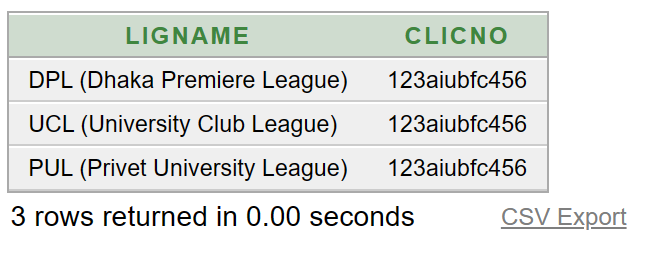 LIGNAME CLICNO
DPL (Dhaka Premiere League) 123aiubfc456
UCL (University Club League) 123aiubfc456
PUL (Privet University League) 123aiubfc456
3 rows returned in 0.00 seconds CSV Export